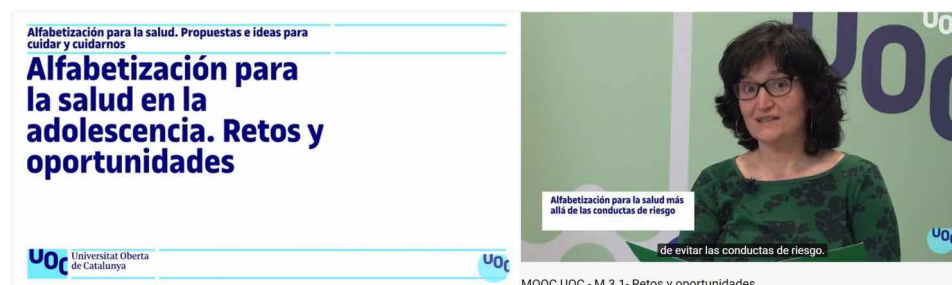 Alfabetización para la salud. Propuestas e ideas para
cuidar y cuidarnos
Alfabetización para
la salud en la
adolescencia. Retos y
oportunidades
UOC
Universitat Oberta
de Catalunya
UOC
UOC
UOC
Alfabetización para la salud más
allá de las conductas de riesgo
de evitar las conductas de riesgo.
UOC
MOOC UOC - M.3.1- Retos y oportunidades